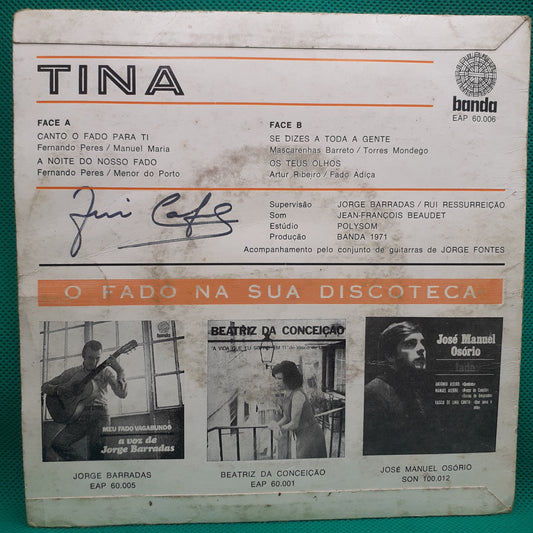 TINA
banda
EAP 60.006
FACE A
CANTO O FADO PARA TI
Fernando Peres / Manuel Maria
A NOITE DO NOSSO FADO
Fernando Peres / Menor do Porto
FACE B
SE DIZES A TODA A GENTE
Mascarenhas Barreto / Torres Mondego
OS TEUS OLHOS
Artur Ribeiro / Fado Adiça
Supervisão JORGE BARRADAS / RUI RESSURREIÇÃO
Som JEAN-FRANÇOIS BEAUDET
Estúdio POLYSOM
Produção BANDA 1971
Acompanhamento pelo conjunto de guitarras de JORGE FONTES
O FADO NA SUA DISCOTECA
banda
MEU FADO VAGABUNDO
a voz de
Jorge Barradas
JORGE BARRADAS
EAP 60.005
BEATRIZ DA CONCEIÇÃO
BEATRIZ DA CONCEIÇÃO
EAP 60.001
José Manuel
Osório
fado
JOSÉ MANUEL OSÓRIO
SON 100.012